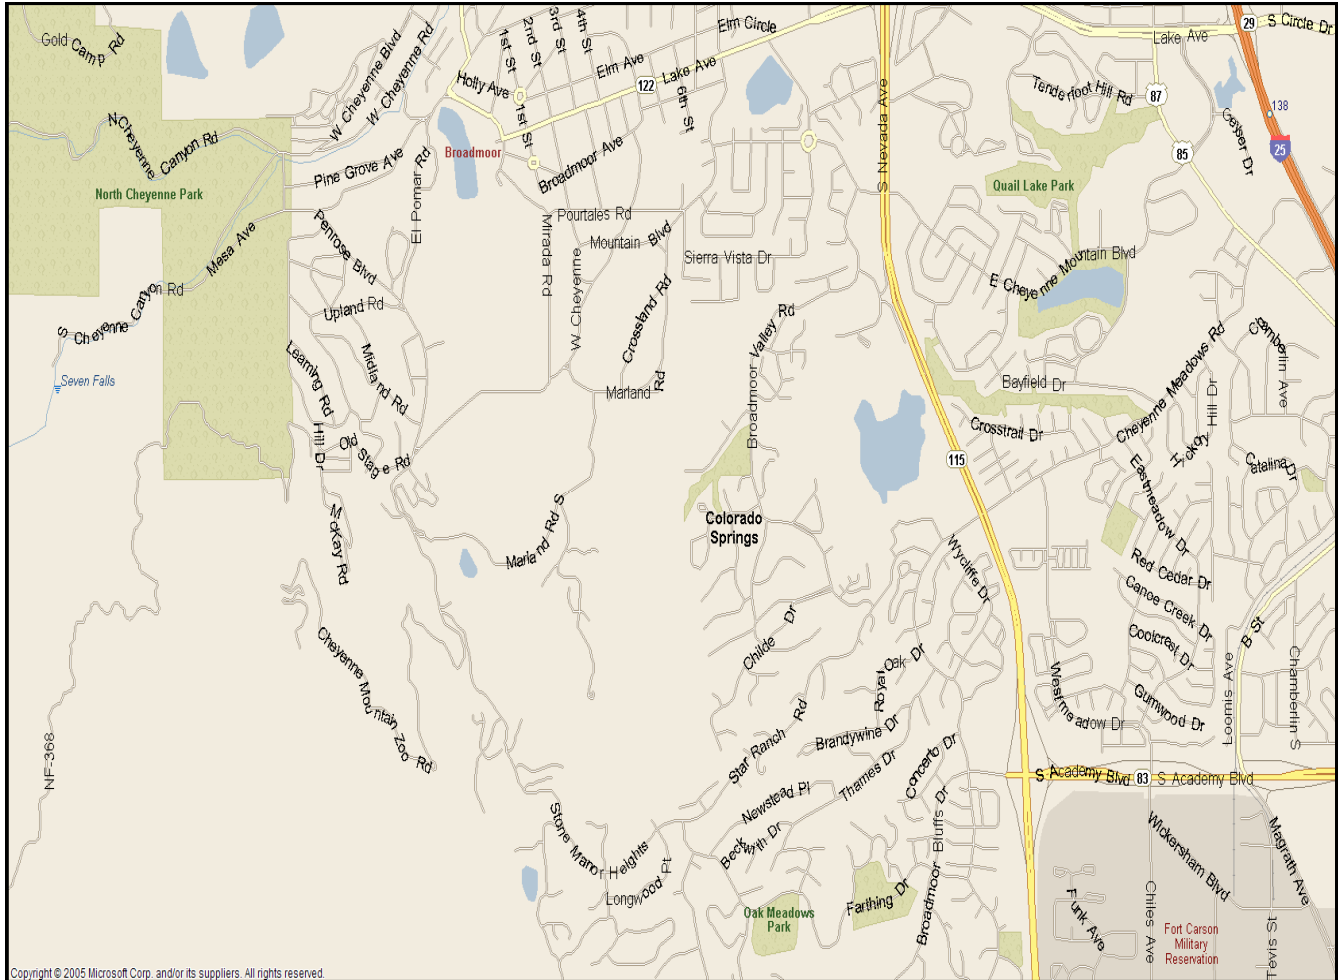 Gold Camp Rd
W Cheyenne Blvd
W Cheyenne Rd
1st St
2nd St
3rd St
4th St
Elm Circle
29
S Circle Dr
Lake Ave
Holly Ave
Elm Ave
122
Lake Ave
6th St
1st St
S Nevada Ave
Tenderfoot Hill Rd
87
138
Geyser Dr
25
85
N Cheyenne Canyon Rd
Pine Grove Ave
El Pomar Rd
Broadmoor
Broadmoor Ave
North Cheyenne Park
Quail Lake Park
Mesa Ave
Penrose Blvd
Mirada Rd
Pourtales Rd
Mountain Blvd
W Cheyenne
Sierra Vista Dr
E Cheyenne Mountain Blvd
S Cheyenne Canyon Rd
Upland Rd
Crossland Rd
Broadmoor Valley Rd
Seven Falls
Learning Rd
Midland Rd
Marland Rd
Bayfield Dr
Cheyenne Meadows Rd
Hickory Hill Dr
Camberlin Ave
Crosstrail Dr
Hill Dr
Old Stage Rd
115
Catalina Dr
Eastmeadow Dr
McKay Rd
Marland Rd S
Colorado
Springs
Wycliffe Dr
Red Cedar Dr
Canoe Creek Dr
Coolcrest Dr
B St
Childe Dr
Royal Oak Dr
Cheyenne Mountain Zoo Rd
Westmeadow Dr
Gumwood Dr
Loomis Ave
Chamberlin S
NF-368
Star Ranch Rd
Brandywine Dr
Thames Dr
Concerto Dr
S Academy Blvd
83
S Academy Blvd
Newstead Pl
Beckwith Dr
Stone Manor Heights
Longwood Pt
Broadmoor Bluffs Dr
Wickersham Blvd
Magrath Ave
Oak Meadows
Park
Farthing Dr
Funk Ave
Chiles Ave
Fort Carson
Military
Reservation
Tevis St
Copyright © 2005 Microsoft Corp. and/or its suppliers. All rights reserved.